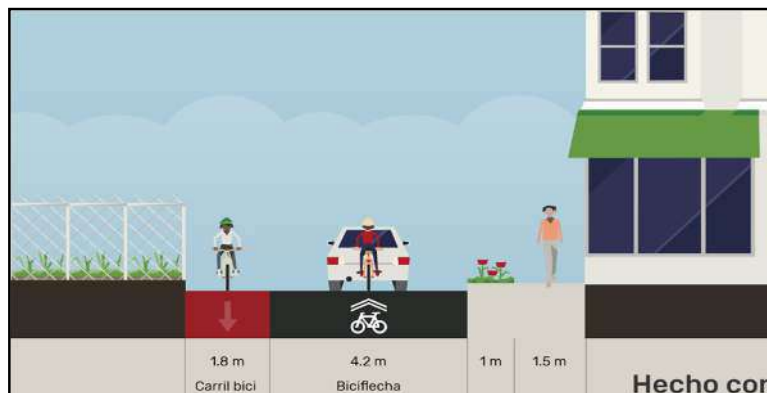 1.8 m
Carril bici
4.2 m
Biciflecha
1 m
1.5 m
Hecho con